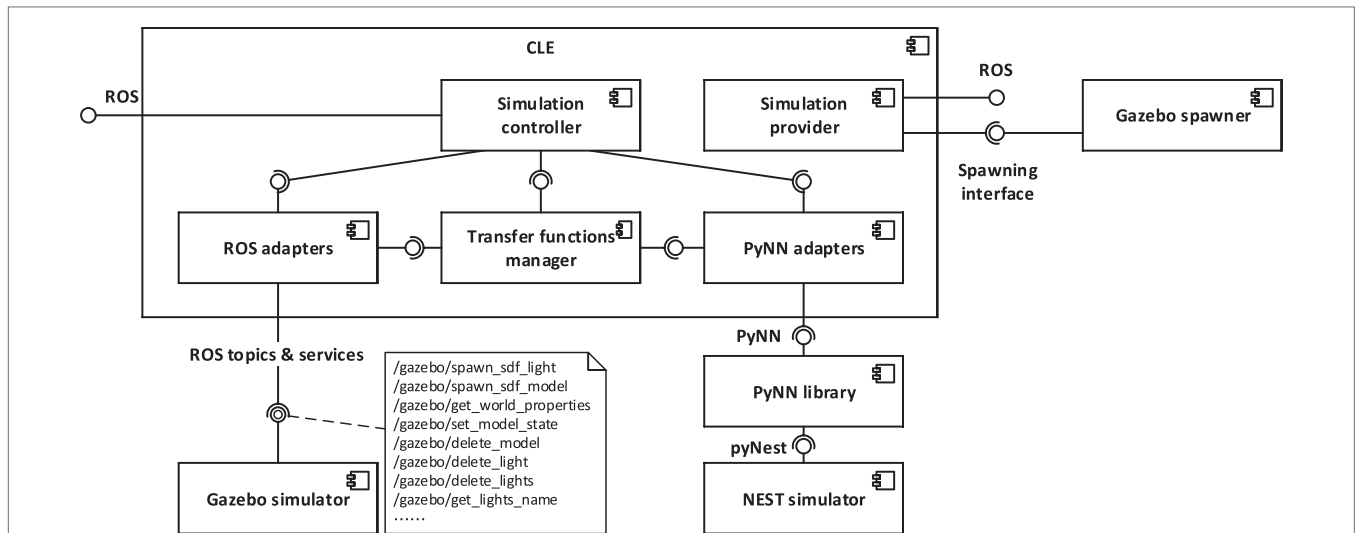 CLE
ROS
ROS
Simulation
controller
Simulation
provider
Gazebo spawner
Spawning
interface
ROS adapters
Transfer functions
manager
PyNN adapters
PyNN
ROS topics & services
/gazebo/spawn_sdf_light
/gazebo/spawn_sdf_model
/gazebo/get_world_properties
/gazebo/set_model_state
/gazebo/delete_model
/gazebo/delete_light
/gazebo/delete_lights
/gazebo/get_lights_name
......
PyNN library
pyNest
Gazebo simulator
NEST simulator